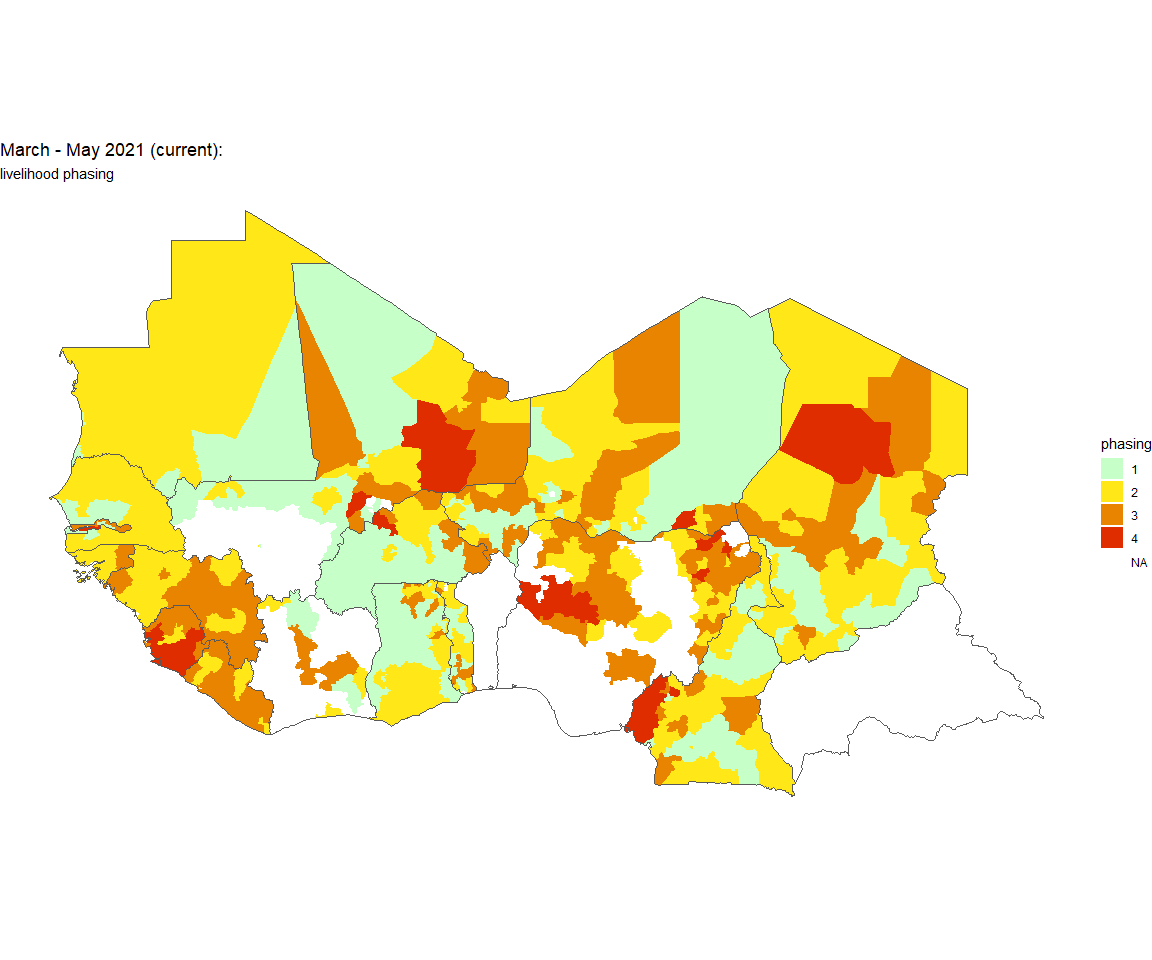 March - May 2021 (current):
livelihood phasing
phasing
1
2
3
4
NA